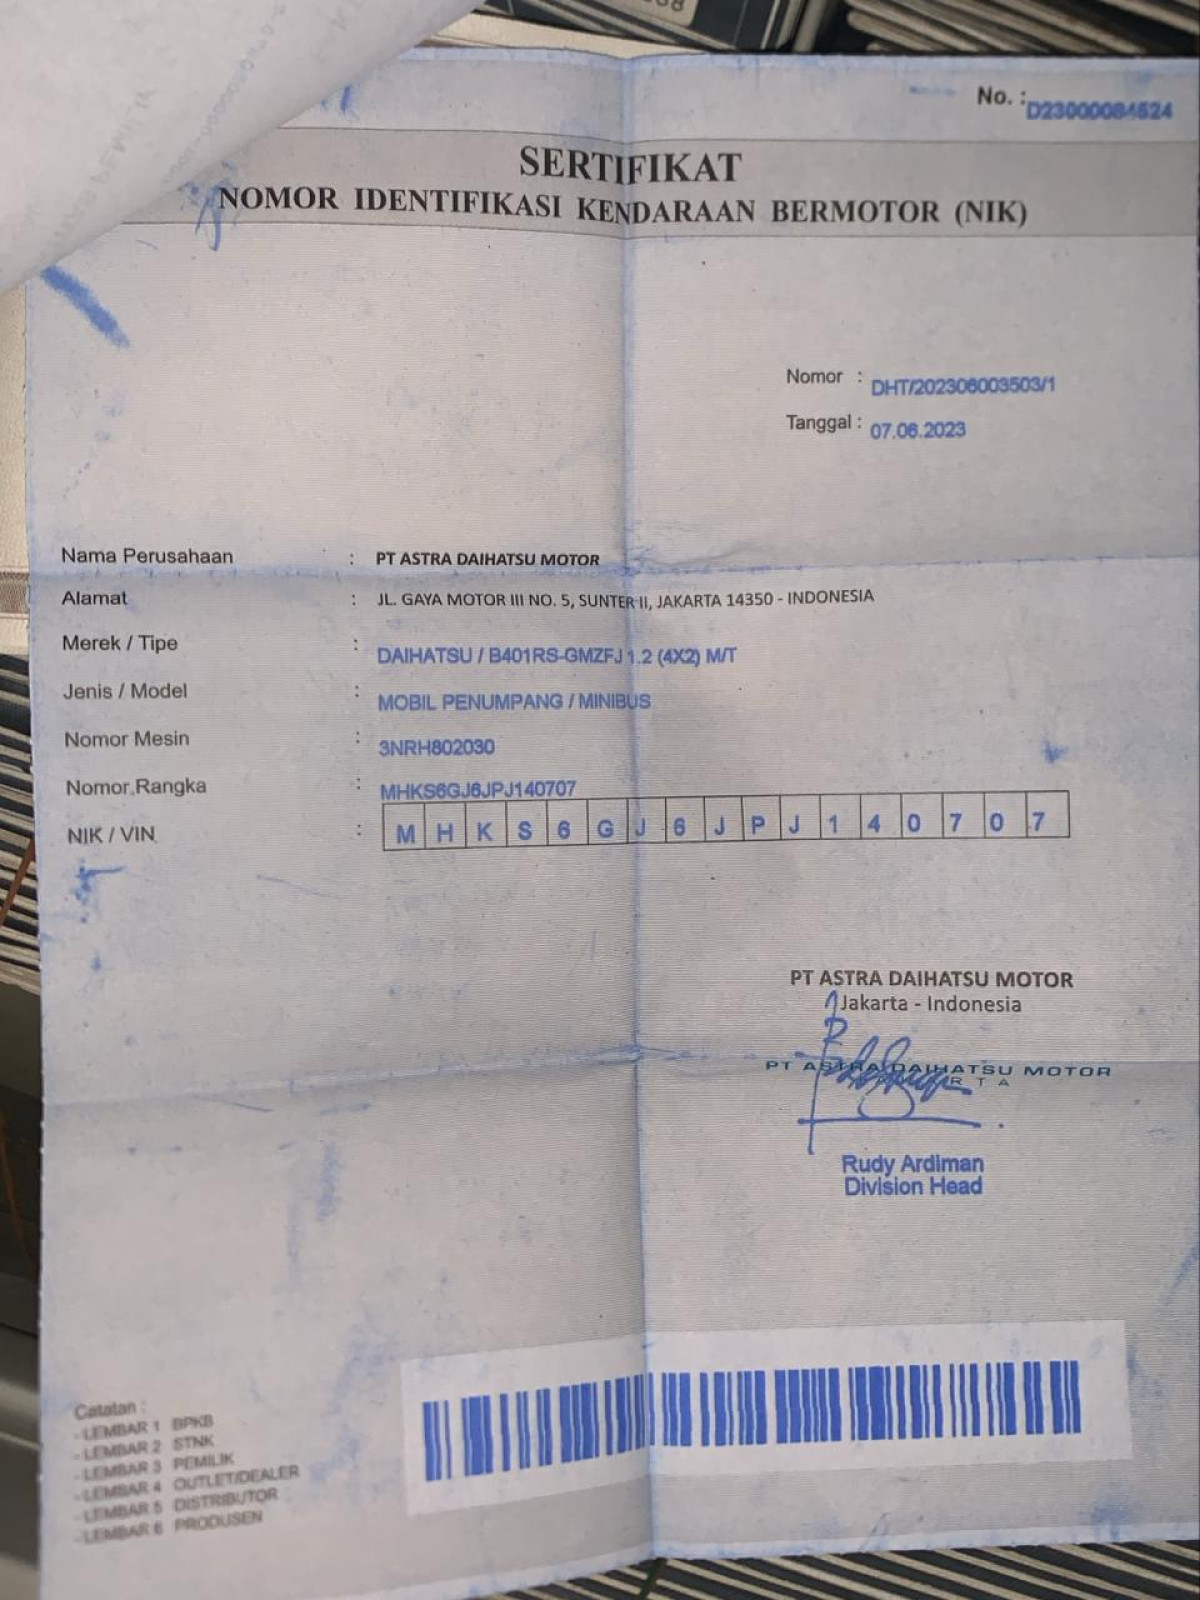 No. : D23000084524
SERTIFIKAT
NOMOR IDENTIFIKASI KENDARAAN BERMOTOR (NIK)
Nomor : DHT/202306003503/1
Tanggal : 07.06.2023
Nama Perusahaan : PT ASTRA DAIHATSU MOTOR
Alamat : JL. GAYA MOTOR III NO. 5, SUNTER II, JAKARTA 14350 - INDONESIA
Merek / Tipe : DAIHATSU / B401RS-GMZFJ 1.2 (4X2) M/T
Jenis / Model : MOBIL PENUMPANG / MINIBUS
Nomor Mesin : 3NRH802030
Nomor Rangka : MHKS6GJ6JPJ140707
NIK / VIN : M H K S 6 G J 6 J P J 1 4 0 7 0 7
PT ASTRA DAIHATSU MOTOR
Jakarta - Indonesia
PT ASTRA DAIHATSU MOTOR
Rudy Ardiman
Division Head
Catatan :
- LEMBAR 1 BPKB
- LEMBAR 2 STNK
- LEMBAR 3 PEMILIK
- LEMBAR 4 OUTLET/DEALER
- LEMBAR 5 DISTRIBUTOR
- LEMBAR 6 PRODUSEN